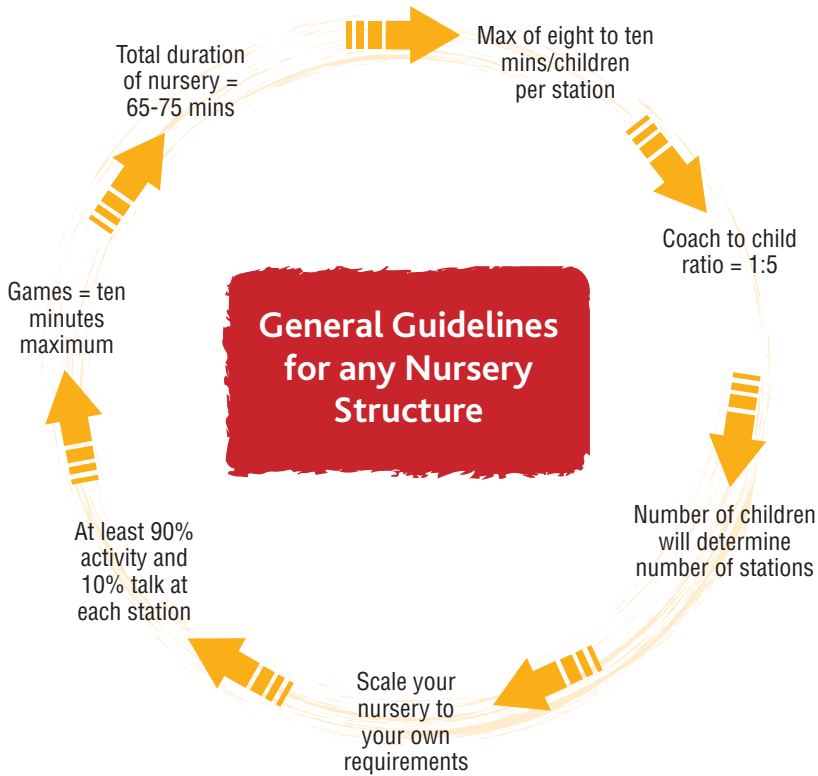 Total duration
of nursery =
65-75 mins
Max of eight to ten
mins/children
per station
Coach to child
ratio = 1:5
Number of children
will determine
number of stations
Scale your
nursery to
your own
requirements
At least 90%
activity and
10% talk at
each station
Games = ten
minutes
maximum
General Guidelines
for any Nursery
Structure